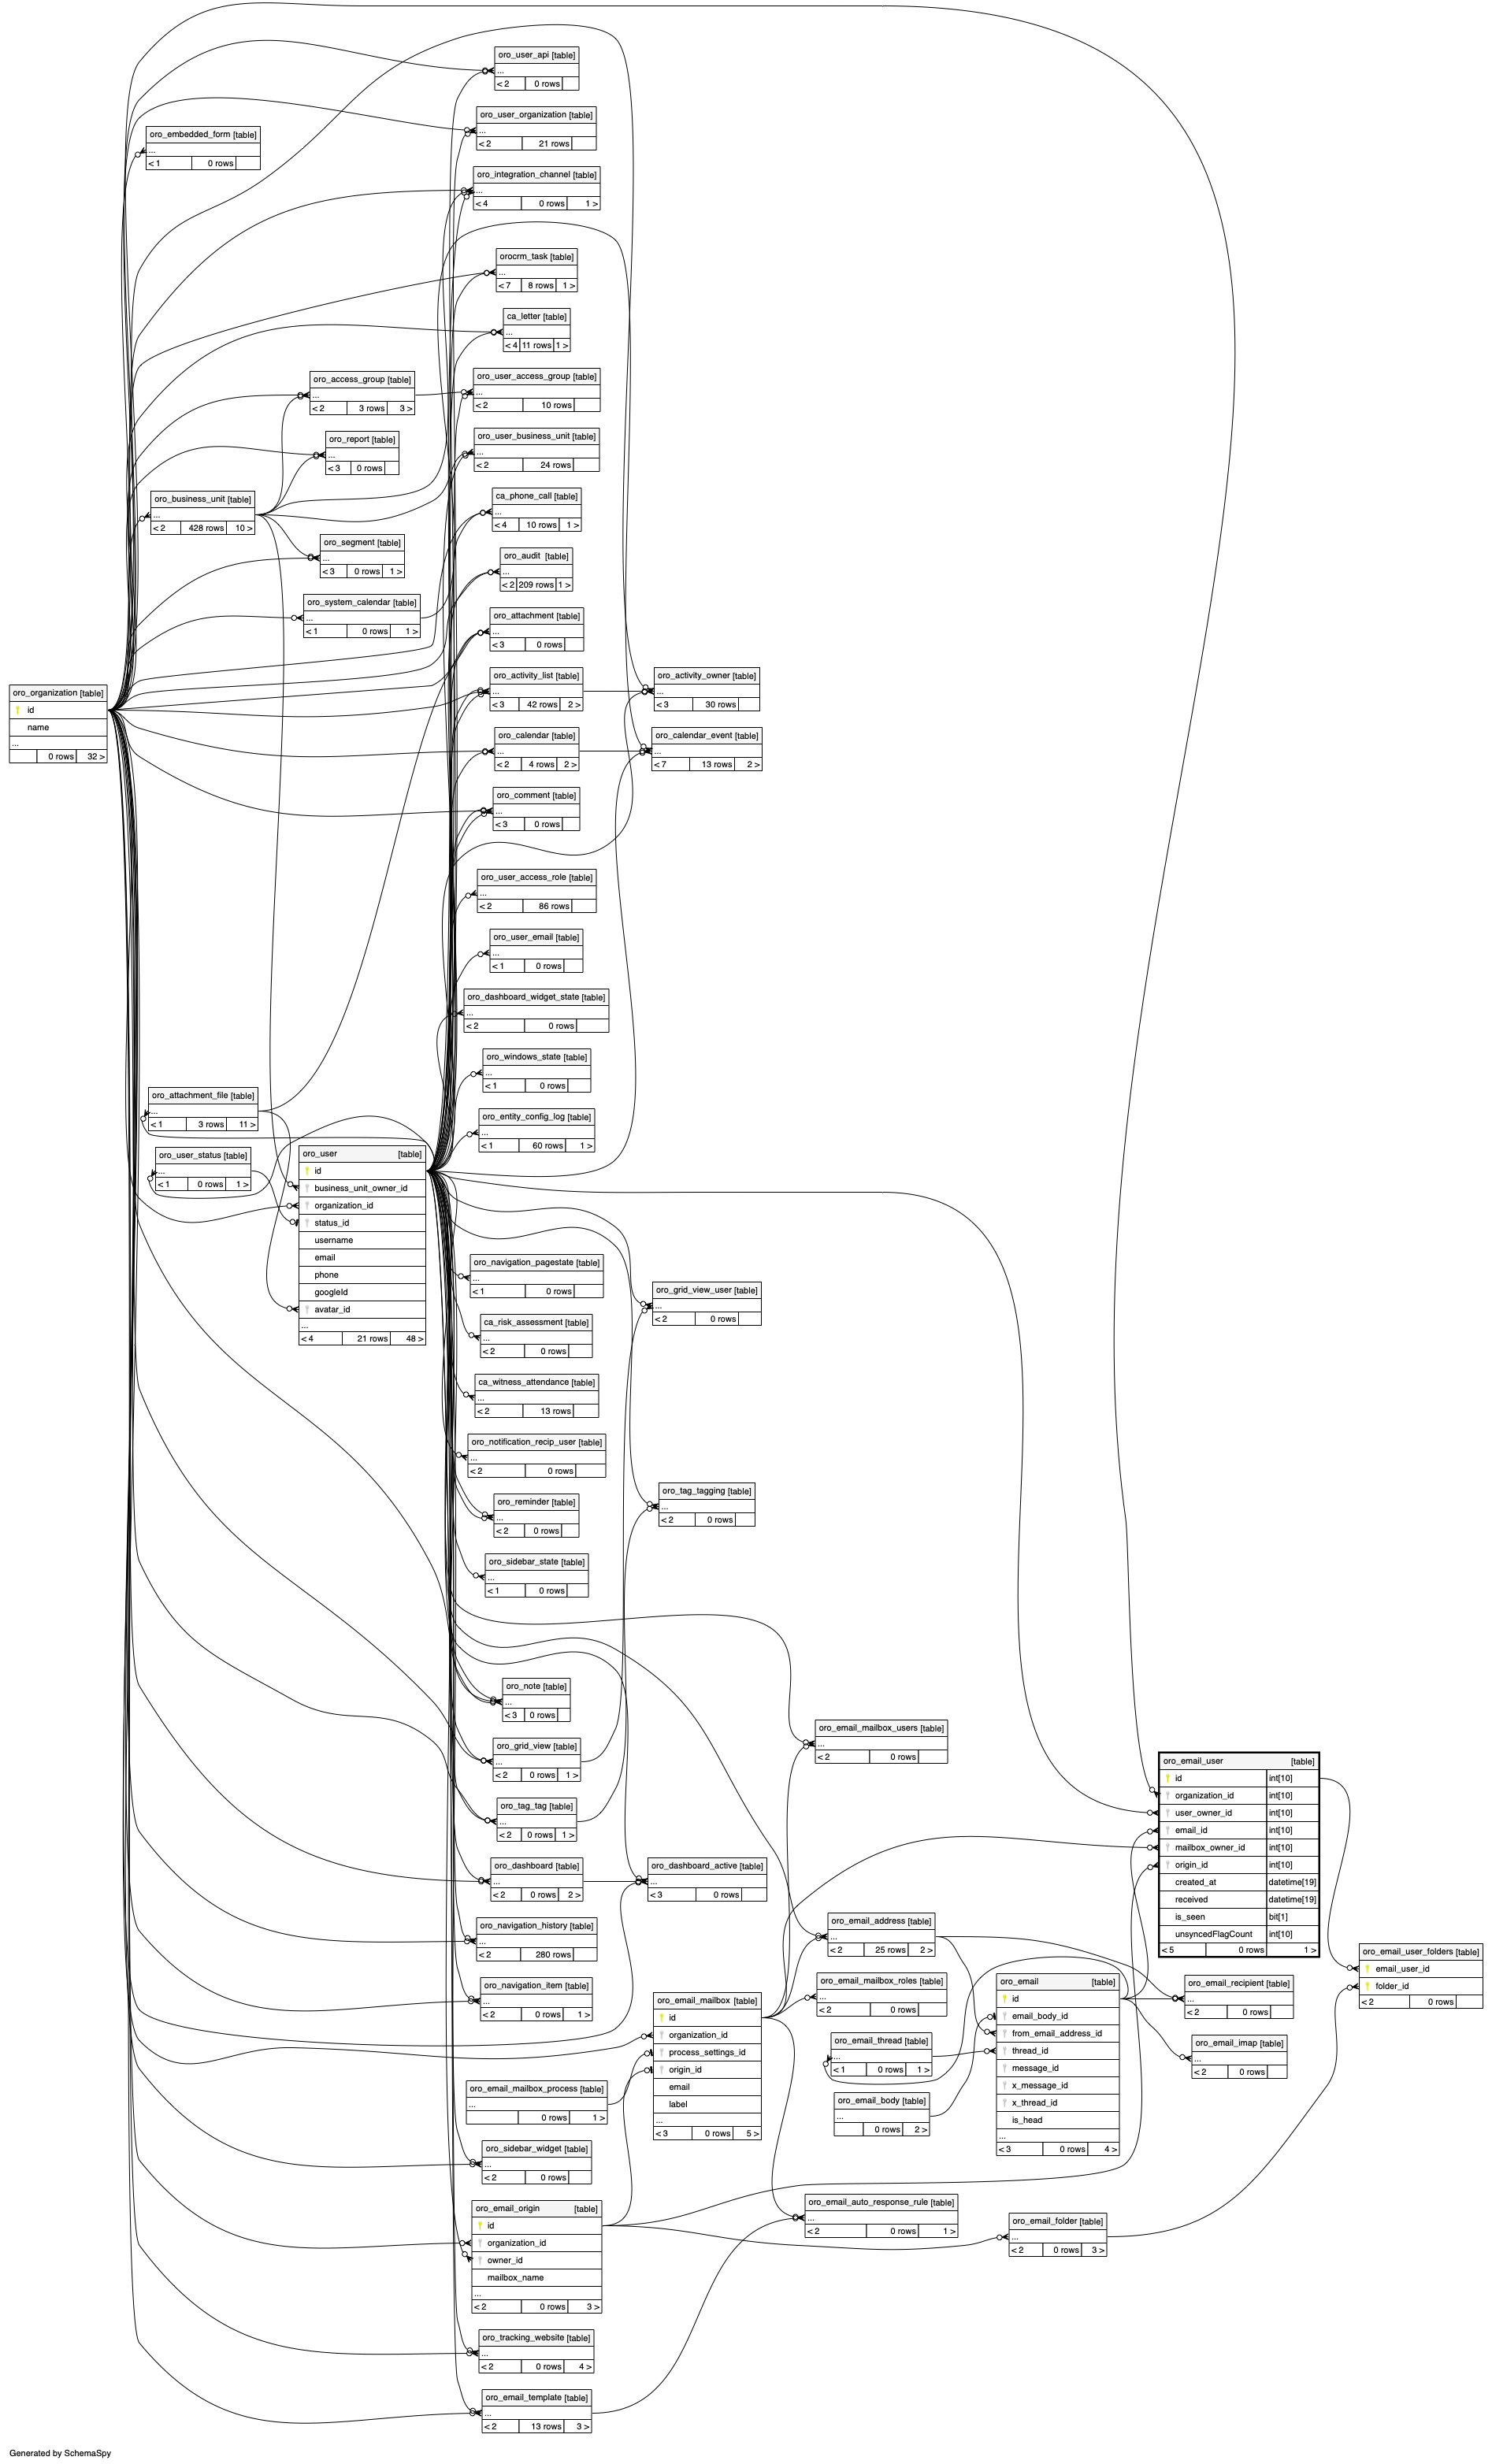 oro_user_api [table]
...
< 2 0 rows
oro_user_organization [table]
...
< 2 21 rows
oro_embedded_form [table]
...
< 1 0 rows
oro_integration_channel [table]
...
< 4 0 rows 1 >
orocrm_task [table]
...
< 7 8 rows 1 >
ca_letter [table]
...
< 4 11 rows 1 >
oro_access_group [table]
...
< 2 3 rows 3 >
oro_user_access_group [table]
...
< 2 10 rows
oro_report [table]
...
< 3 0 rows
oro_user_business_unit [table]
...
< 2 24 rows
oro_business_unit [table]
...
< 2 428 rows 10 >
ca_phone_call [table]
...
< 4 10 rows 1 >
oro_segment [table]
...
< 3 0 rows 1 >
oro_audit [table]
...
< 2 209 rows 1 >
oro_system_calendar [table]
...
< 1 0 rows 1 >
oro_attachment [table]
...
< 3 0 rows
oro_organization [table]
id
name
...
0 rows 32 >
oro_activity_list [table]
...
< 3 42 rows 2 >
oro_activity_owner [table]
...
< 3 30 rows
oro_calendar [table]
...
< 2 4 rows 2 >
oro_calendar_event [table]
...
< 7 13 rows 2 >
oro_comment [table]
...
< 3 0 rows
oro_user_access_role [table]
...
< 2 86 rows
oro_user_email [table]
...
< 1 0 rows
oro_dashboard_widget_state [table]
...
< 2 0 rows
oro_windows_state [table]
...
< 1 0 rows
oro_attachment_file [table]
...
< 1 3 rows 11 >
oro_entity_config_log [table]
...
< 1 60 rows 1 >
oro_user_status [table]
...
< 1 0 rows 1 >
oro_user [table]
id
business_unit_owner_id
organization_id
status_id
username
email
phone
googleId
avatar_id
...
< 4 21 rows 48 >
oro_navigation_pagestate [table]
...
< 1 0 rows
oro_grid_view_user [table]
...
< 2 0 rows
ca_risk_assessment [table]
...
< 2 0 rows
ca_witness_attendance [table]
...
< 2 13 rows
oro_notification_recip_user [table]
...
< 2 0 rows
oro_tag_tagging [table]
...
< 2 0 rows
oro_reminder [table]
...
< 2 0 rows
oro_sidebar_state [table]
...
< 1 0 rows
oro_note [table]
...
< 3 0 rows
oro_email_mailbox_users [table]
...
< 2 0 rows
oro_grid_view [table]
...
< 2 0 rows 1 >
oro_email_user [table]
id int[10]
organization_id int[10]
user_owner_id int[10]
email_id int[10]
mailbox_owner_id int[10]
origin_id int[10]
created_at datetime[19]
received datetime[19]
is_seen bit[1]
unsyncedFlagCount int[10]
< 5 0 rows 1 >
oro_tag_tag [table]
...
< 2 0 rows 1 >
oro_dashboard [table]
...
< 2 0 rows 2 >
oro_dashboard_active [table]
...
< 3 0 rows
oro_navigation_history [table]
...
< 2 280 rows
oro_email_address [table]
...
< 2 25 rows 2 >
oro_email_user_folders [table]
email_user_id
folder_id
< 2 0 rows
oro_navigation_item [table]
...
< 2 0 rows 1 >
oro_email_mailbox [table]
id
organization_id
process_settings_id
origin_id
email
label
...
< 3 0 rows 5 >
oro_email_mailbox_roles [table]
...
< 2 0 rows
oro_email [table]
id
email_body_id
from_email_address_id
thread_id
message_id
x_message_id
x_thread_id
is_head
...
< 3 0 rows 4 >
oro_email_recipient [table]
...
< 2 0 rows
oro_email_thread [table]
...
< 1 0 rows 1 >
oro_email_imap [table]
...
< 2 0 rows
oro_email_mailbox_process [table]
...
0 rows 1 >
oro_email_body [table]
...
0 rows 2 >
oro_sidebar_widget [table]
...
< 2 0 rows
oro_email_origin [table]
id
organization_id
owner_id
mailbox_name
...
< 2 0 rows 3 >
oro_email_auto_response_rule [table]
...
< 2 0 rows 1 >
oro_email_folder [table]
...
< 2 0 rows 3 >
oro_tracking_website [table]
...
< 2 0 rows 4 >
oro_email_template [table]
...
< 2 13 rows 3 >
Generated by SchemaSpy